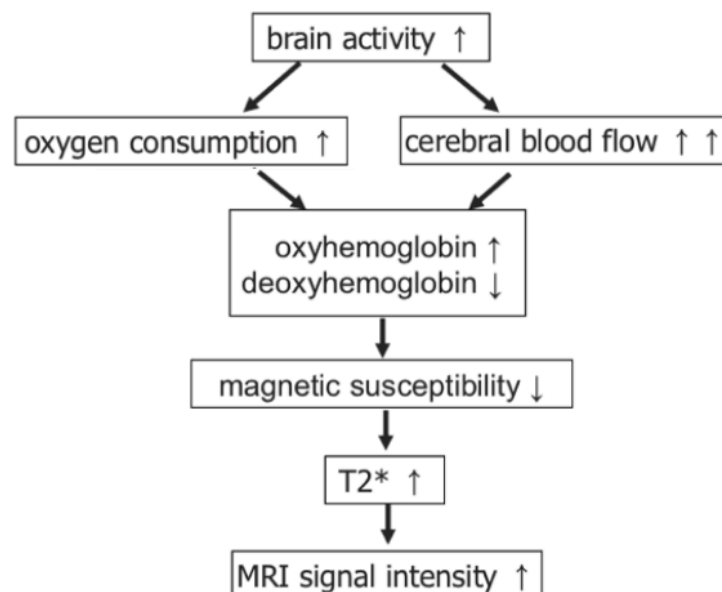 brain activity ↑
oxygen consumption ↑
cerebral blood flow ↑ ↑
oxyhemoglobin ↑
deoxyhemoglobin ↓
magnetic susceptibility ↓
T2* ↑
MRI signal intensity ↑